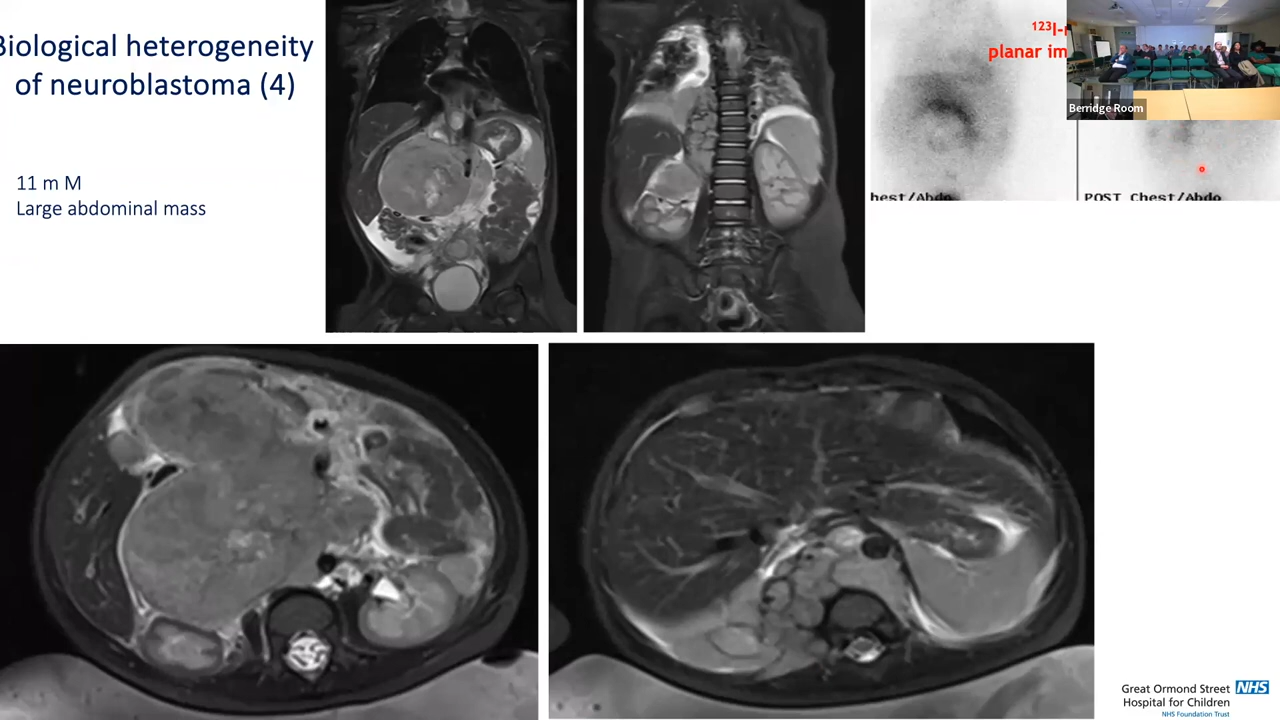 Biological heterogeneity
of neuroblastoma (4)
11 m M
Large abdominal mass
¹²³I-
planar im
Berridge Room
hest/Abdo
POST Chest/Abdo
Great Ormond Street
Hospital for Children
NHS
NHS Foundation Trust